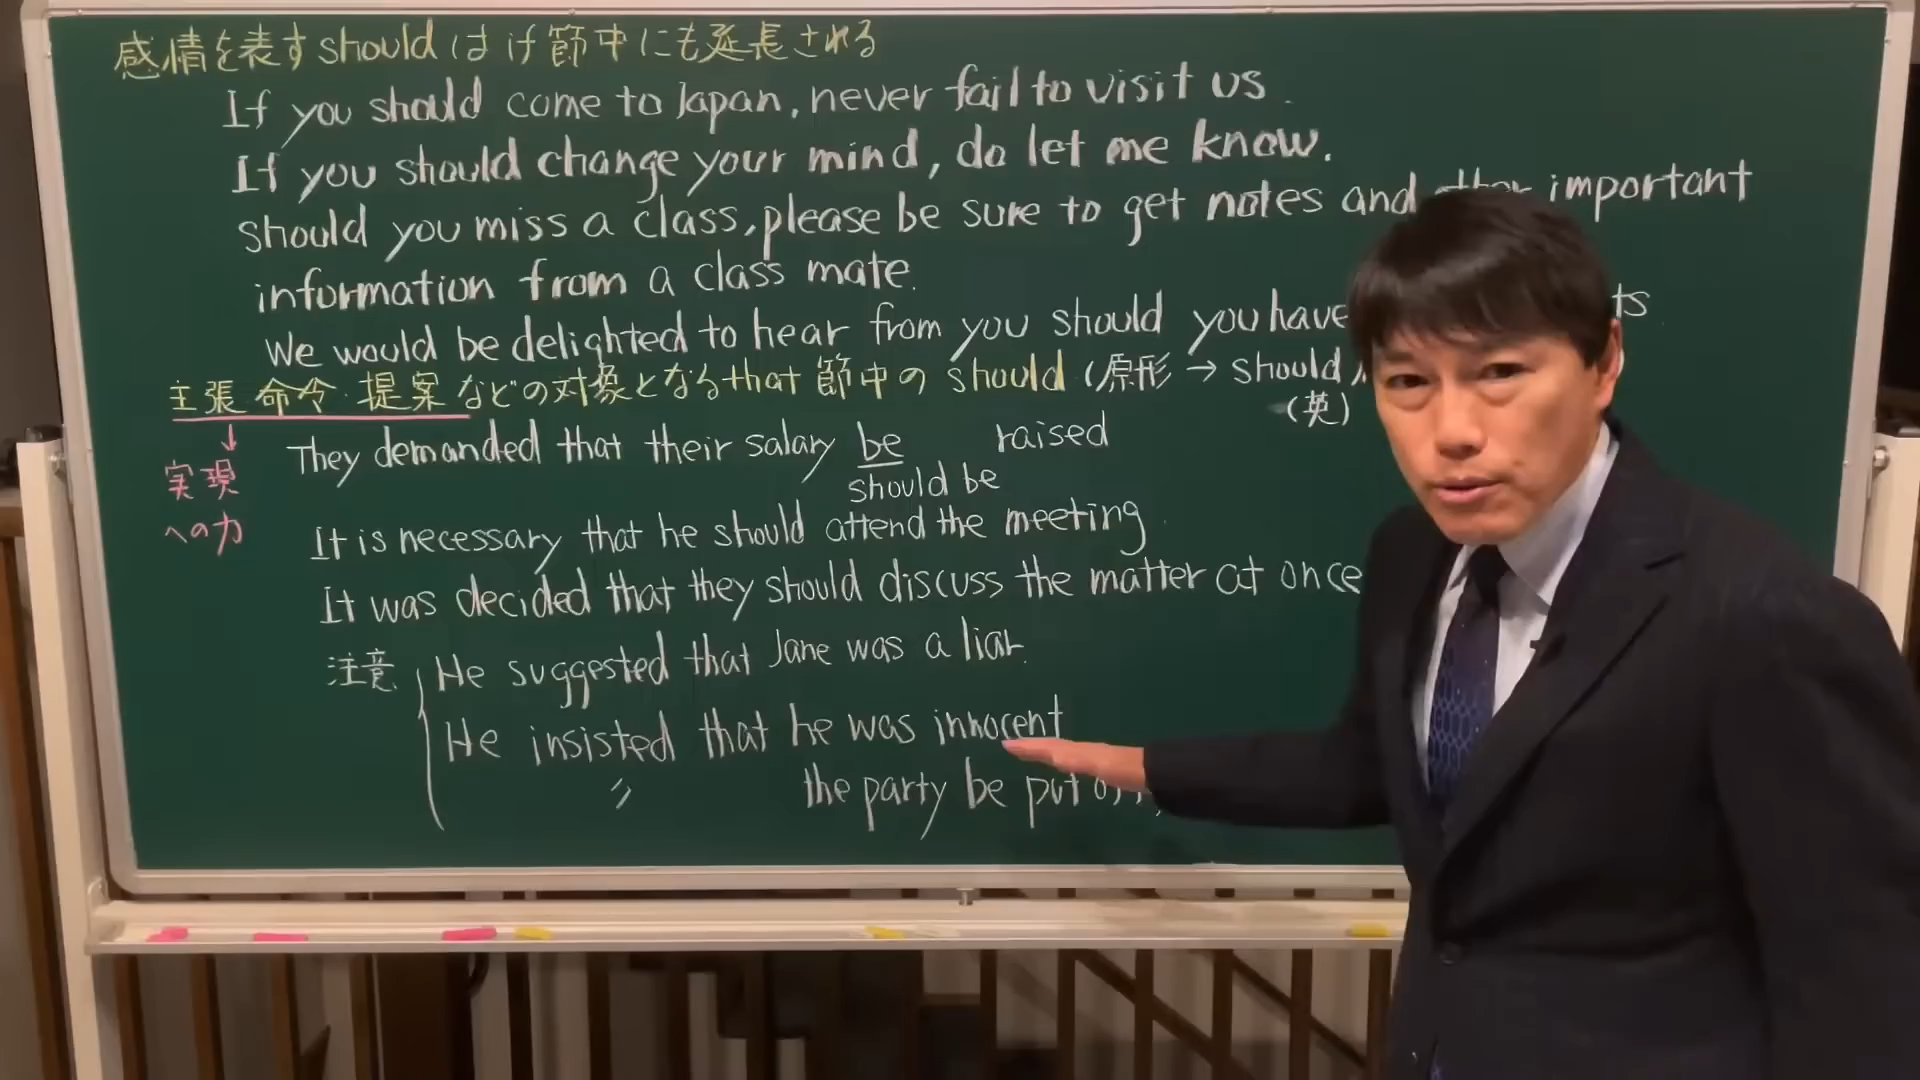 感情を表すshouldはif節中にも延長される
If you should come to Japan, never fail to visit us.
If you should change your mind, do let me know.
should you miss a class, please be sure to get notes and other important
information from a class mate.
We would be delighted to hear from you should you have ts
主張 命令・提案などの対象となるthat 節中の should (原形 → should
(英)
↓
実現
への力
They demanded that their salary be raised
should be
It is necessary that he should attend the meeting.
It was decided that they should discuss the matter at once
注意 He suggested that Jane was a liar.
He insisted that he was innocent
〃 the party be put